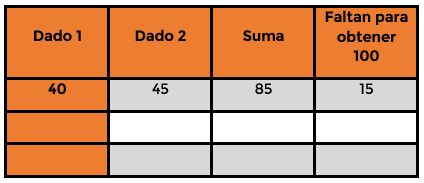 Dado 1
Dado 2
Suma
Faltan para
obtener
100
40
45
85
15